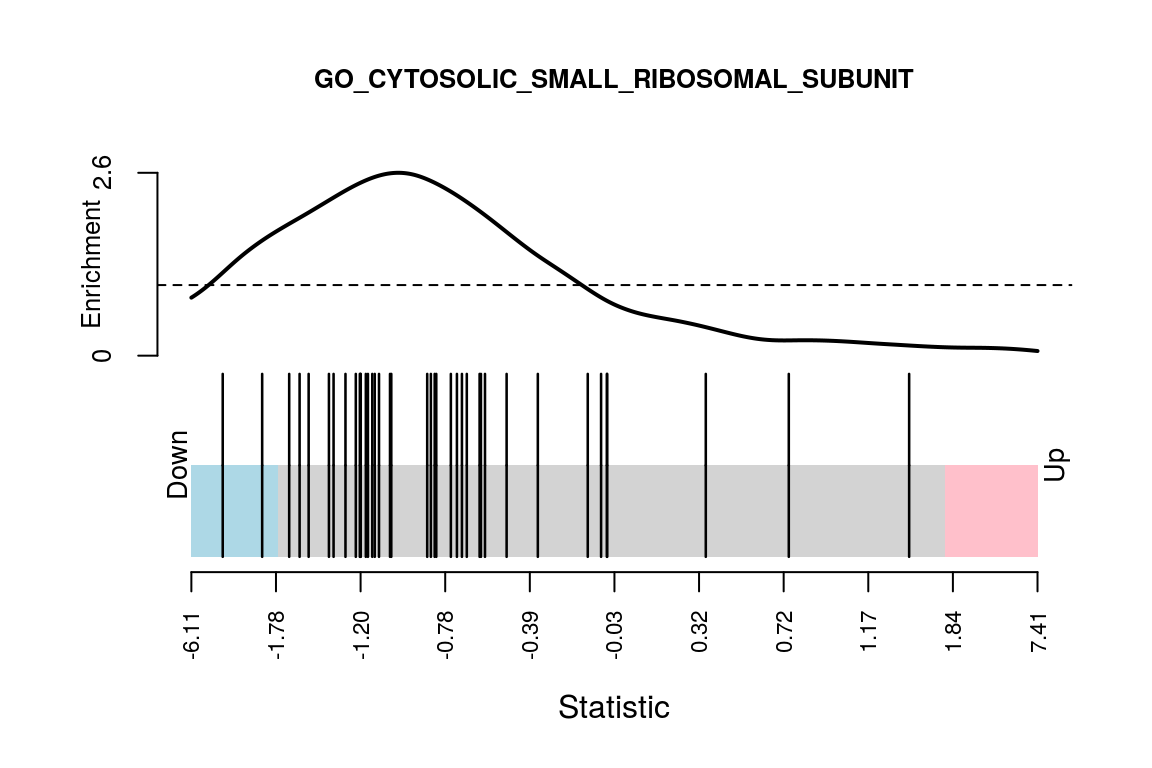 GO_CYTOSOLIC_SMALL_RIBOSOMAL_SUBUNIT
2.6
Enrichment
0
Down
Up
-6.11
-1.78
-1.20
-0.78
-0.39
-0.03
0.32
0.72
1.17
1.84
7.41
Statistic